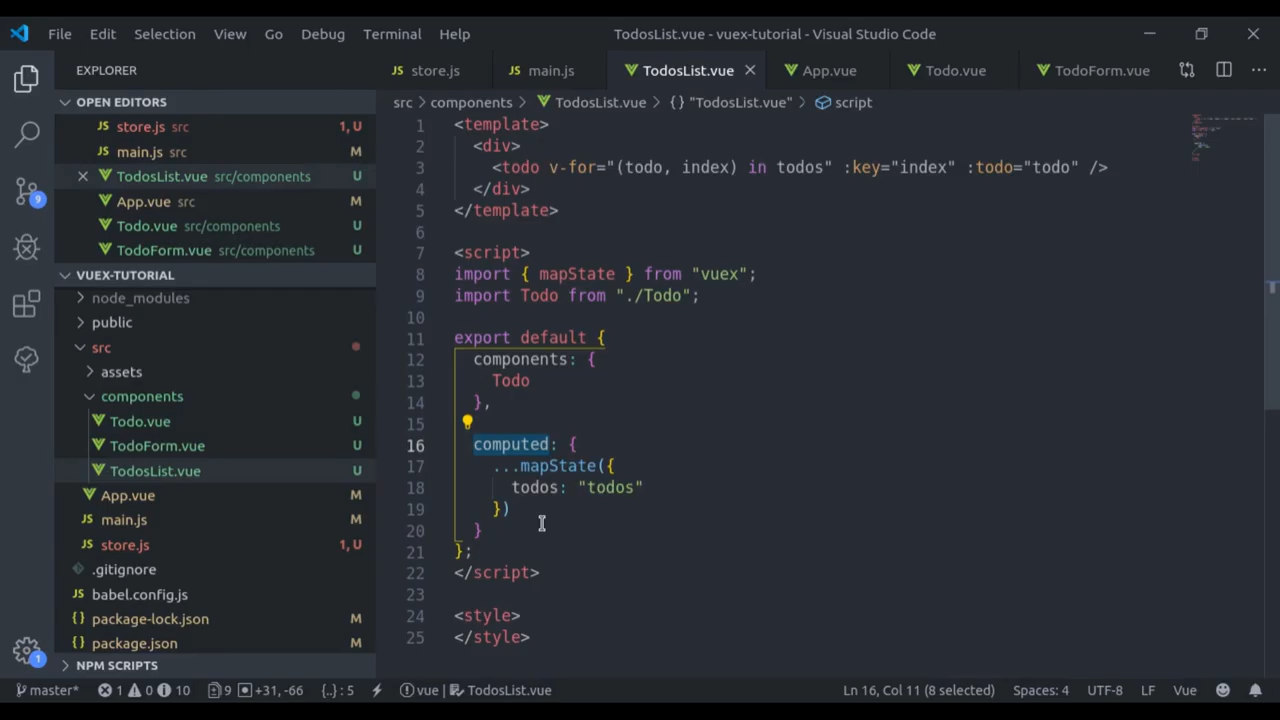 File Edit Selection View Go Debug Terminal Help TodosList.vue - vuex-tutorial - Visual Studio Code
EXPLORER
JS store.js JS main.js TodosList.vue App.vue Todo.vue TodoForm.vue ...
OPEN EDITORS
JS store.js src 1, U
JS main.js src M
TodosList.vue src/components U
App.vue src M
Todo.vue src/components U
TodoForm.vue src/components U
VUEX-TUTORIAL
node_modules
public
src
assets
components
Todo.vue U
TodoForm.vue U
TodosList.vue U
App.vue M
JS main.js M
JS store.js 1, U
.gitignore
babel.config.js
{} package-lock.json M
{} package.json M
NPM SCRIPTS
9
1
src > components > TodosList.vue > {} "TodosList.vue" > script
1 <template>
2 <div>
3 <todo v-for="(todo, index) in todos" :key="index" :todo="todo" />
4 </div>
5 </template>
6
7 <script>
8 import { mapState } from "vuex";
9 import Todo from "./Todo";
10
11 export default {
12 components: {
13 Todo
14 },
15
16 computed: {
17 ...mapState({
18 todos: "todos"
19 })
20 }
21 };
22 </script>
23
24 <style>
25 </style>
master* 1 0 10 9 +31, -66 {..} : 5 vue | TodosList.vue Ln 16, Col 11 (8 selected) Spaces: 4 UTF-8 LF Vue